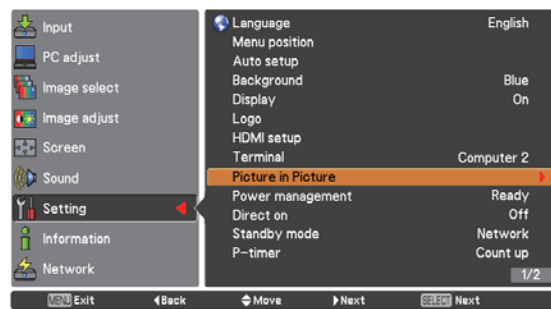 Input
PC adjust
Image select
Image adjust
Screen
Sound
Setting
Information
Network
Language English
Menu position
Auto setup
Background Blue
Display On
Logo
HDMI setup
Terminal Computer 2
Picture in Picture
Power management Ready
Direct on Off
Standby mode Network
P-timer Count up
1/2
MENU Exit Back Move Next SELECT Next